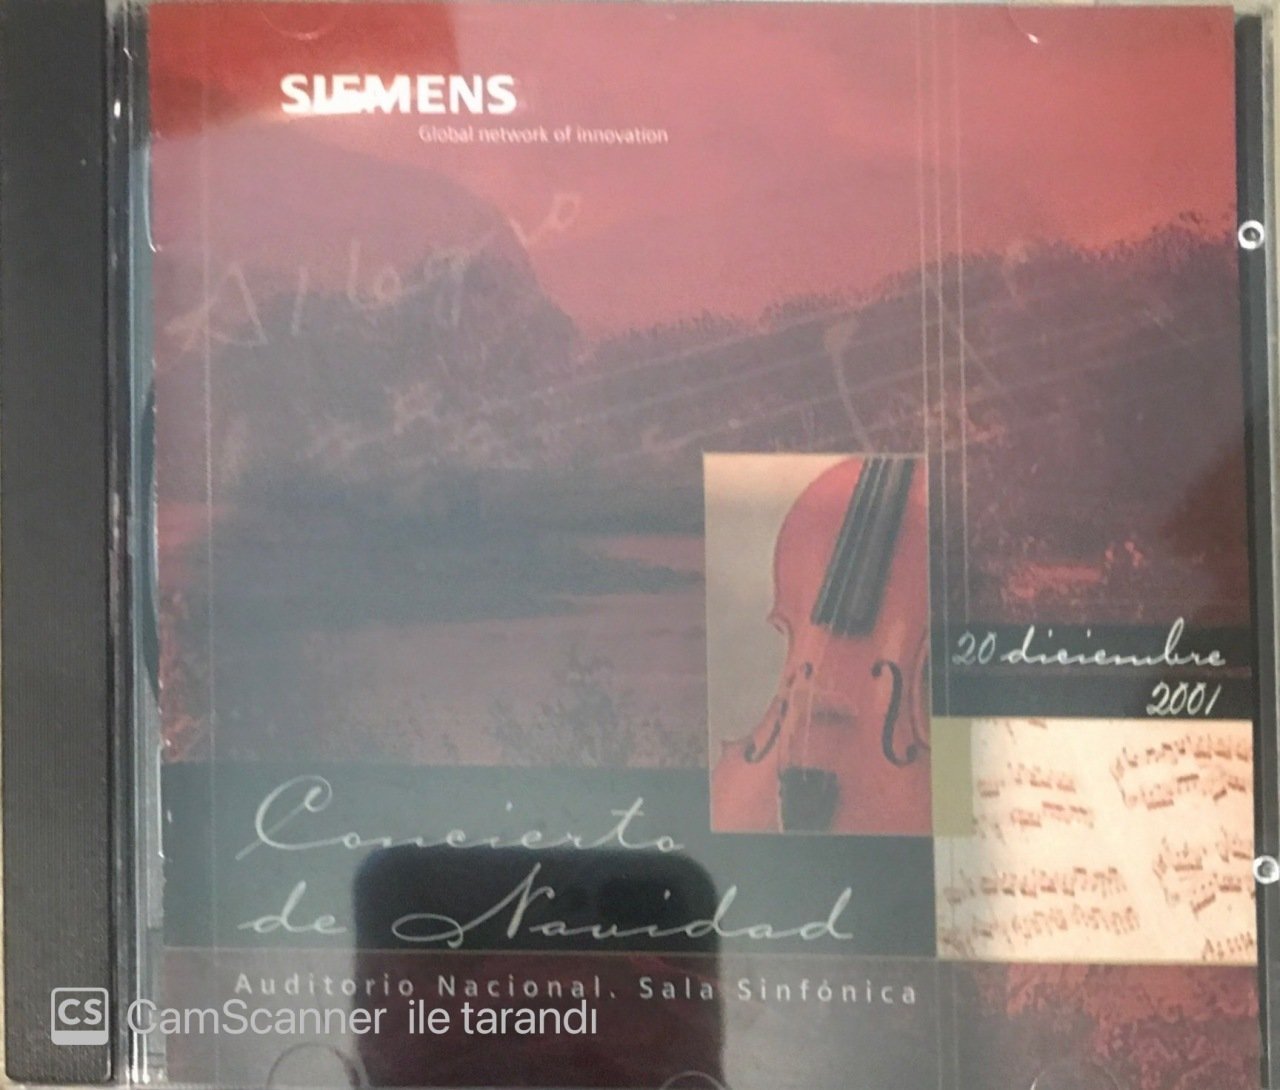 SIEMENS
Global network of innovation
Allegro
20 diciembre
2001
Concierto
de Navidad
Auditorio Nacional. Sala Sinfónica
CS CamScanner ile tarandı